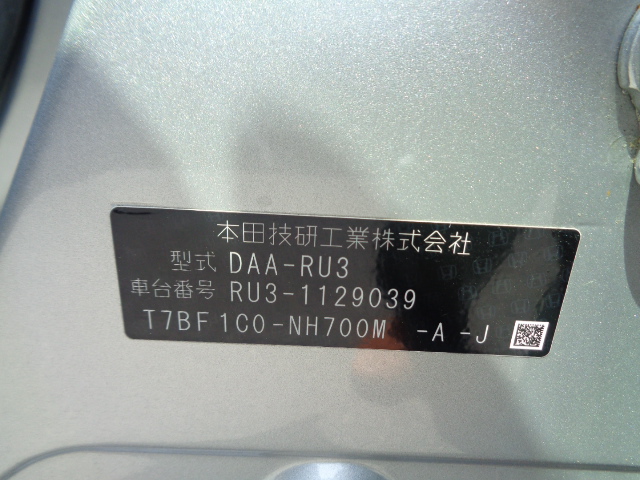 本田技研工業株式会社
型式 DAA-RU3
車台番号 RU3-1129039
T7BF1C0-NH700M -A -J